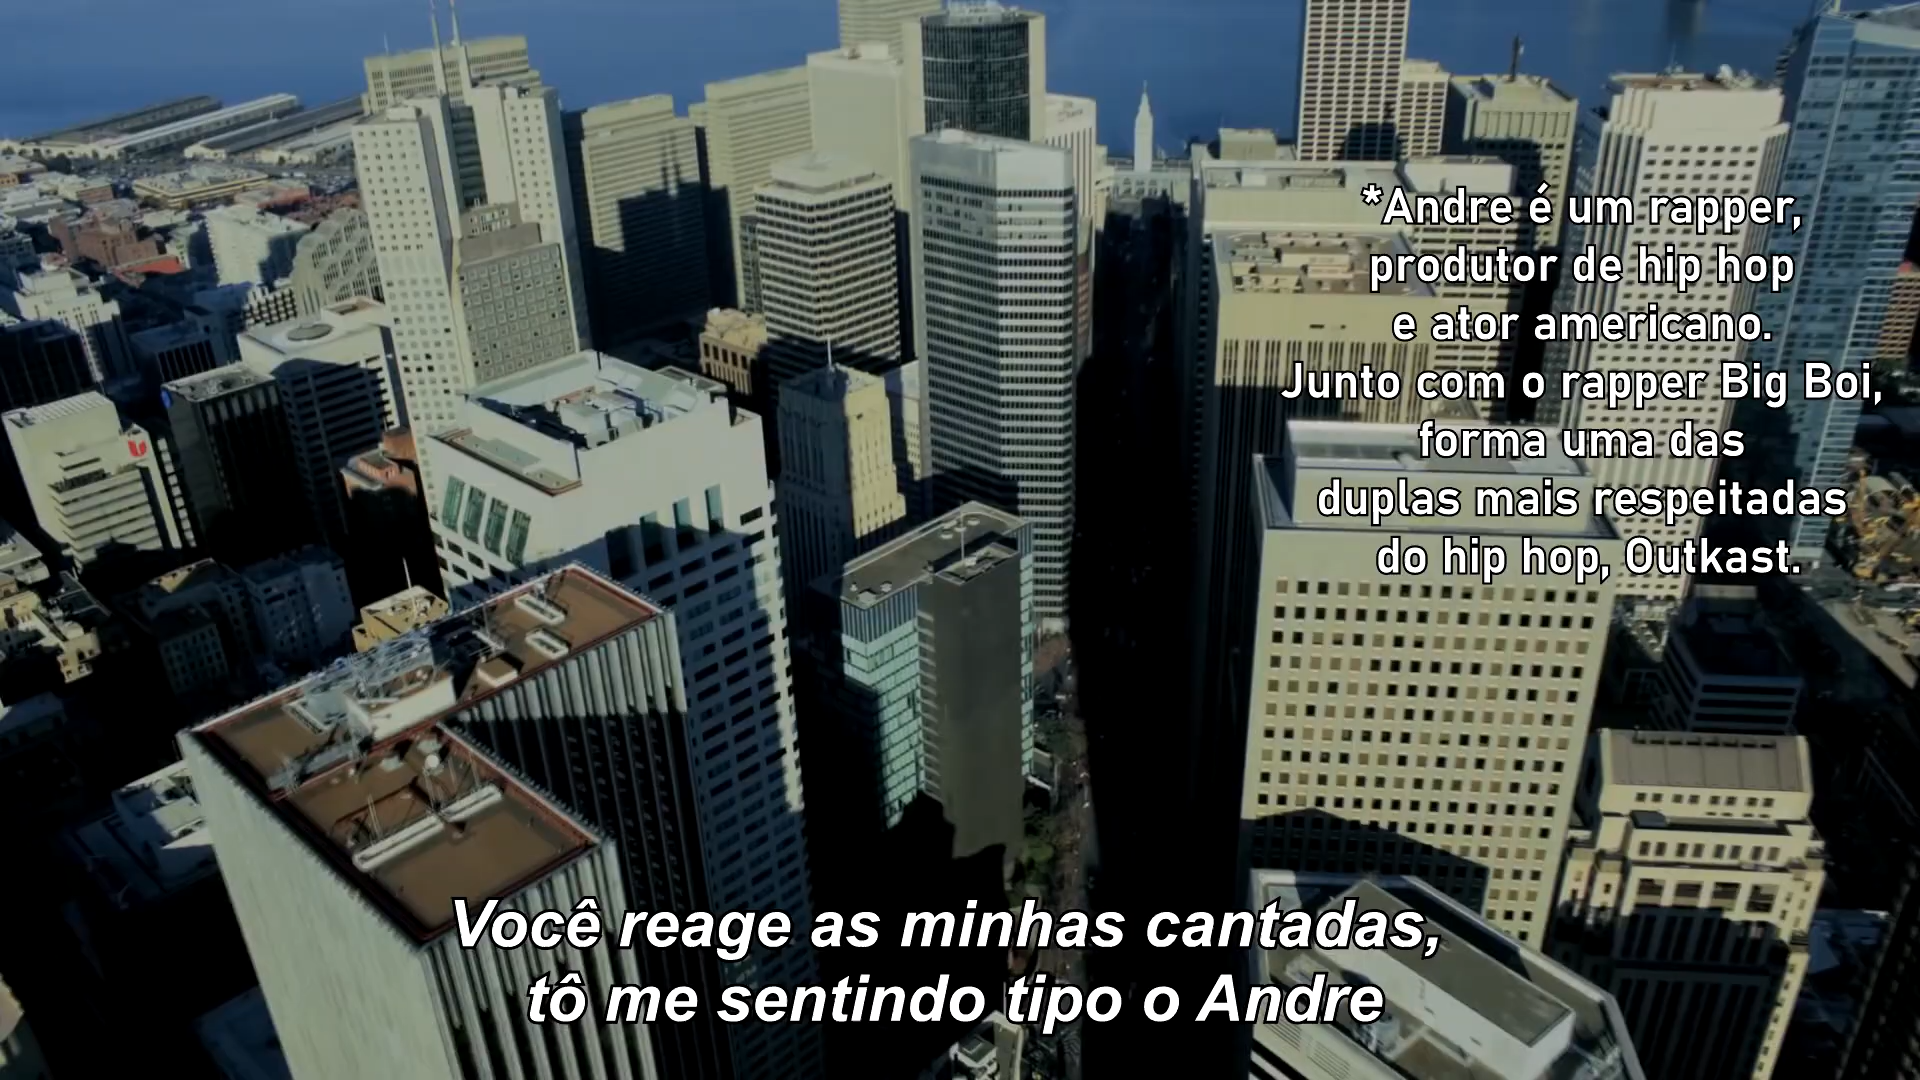 *Andre é um rapper,
produtor de hip hop
e ator americano.
Junto com o rapper Big Boi,
forma uma das
duplas mais respeitadas
do hip hop, Outkast.
Você reage as minhas cantadas,
tô me sentindo tipo o Andre